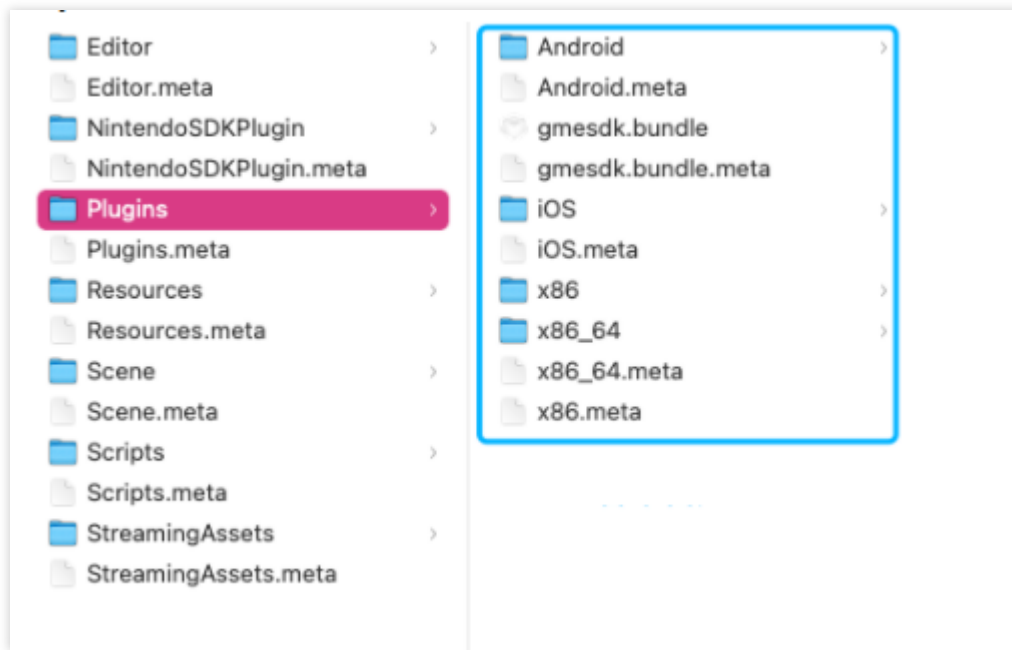 Editor
Editor.meta
NintendoSDKPlugin
NintendoSDKPlugin.meta
Plugins
Plugins.meta
Resources
Resources.meta
Scene
Scene.meta
Scripts
Scripts.meta
StreamingAssets
StreamingAssets.meta
Android
Android.meta
gmesdk.bundle
gmesdk.bundle.meta
iOS
iOS.meta
x86
x86_64
x86_64.meta
x86.meta